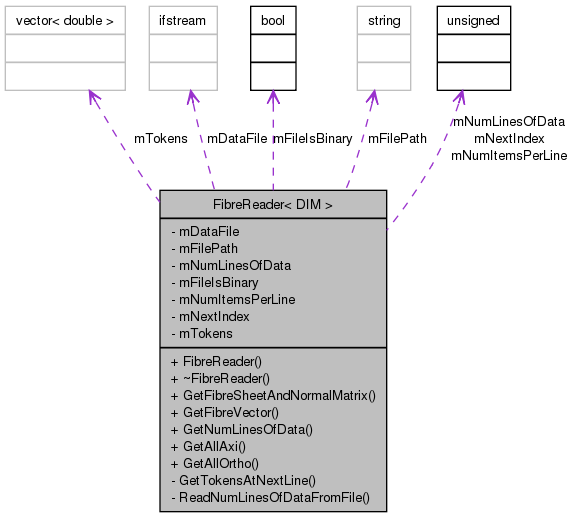 vector< double >
ifstream
bool
string
unsigned
mTokens
mDataFile
mFileIsBinary
mFilePath
mNumLinesOfData
mNextIndex
mNumItemsPerLine
FibreReader< DIM >
- mDataFile
- mFilePath
- mNumLinesOfData
- mFileIsBinary
- mNumItemsPerLine
- mNextIndex
- mTokens
+ FibreReader()
+ ~FibreReader()
+ GetFibreSheetAndNormalMatrix()
+ GetFibreVector()
+ GetNumLinesOfData()
+ GetAllAxi()
+ GetAllOrtho()
- GetTokensAtNextLine()
- ReadNumLinesOfDataFromFile()